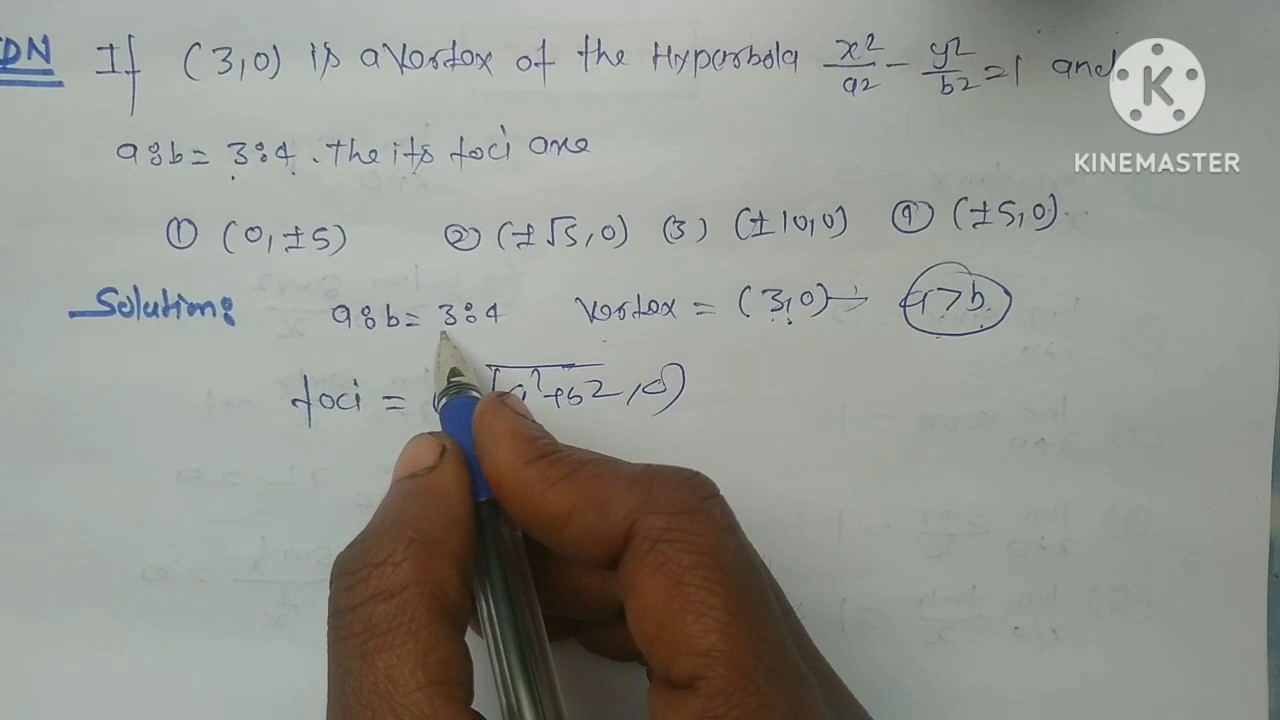 DN If (3,0) is a Vertex of the Hyperbola x²/a² - y²/b² = 1 and
a:b = 3:4. The its foci are
① (0, ±5) ② (±√5, 0) (3) (±10, 0) ④ (±5, 0).
Solution: a:b = 3:4 Vertex = (3,0) → a > b
foci = ( √a²+b², 0)
K
KINEMASTER